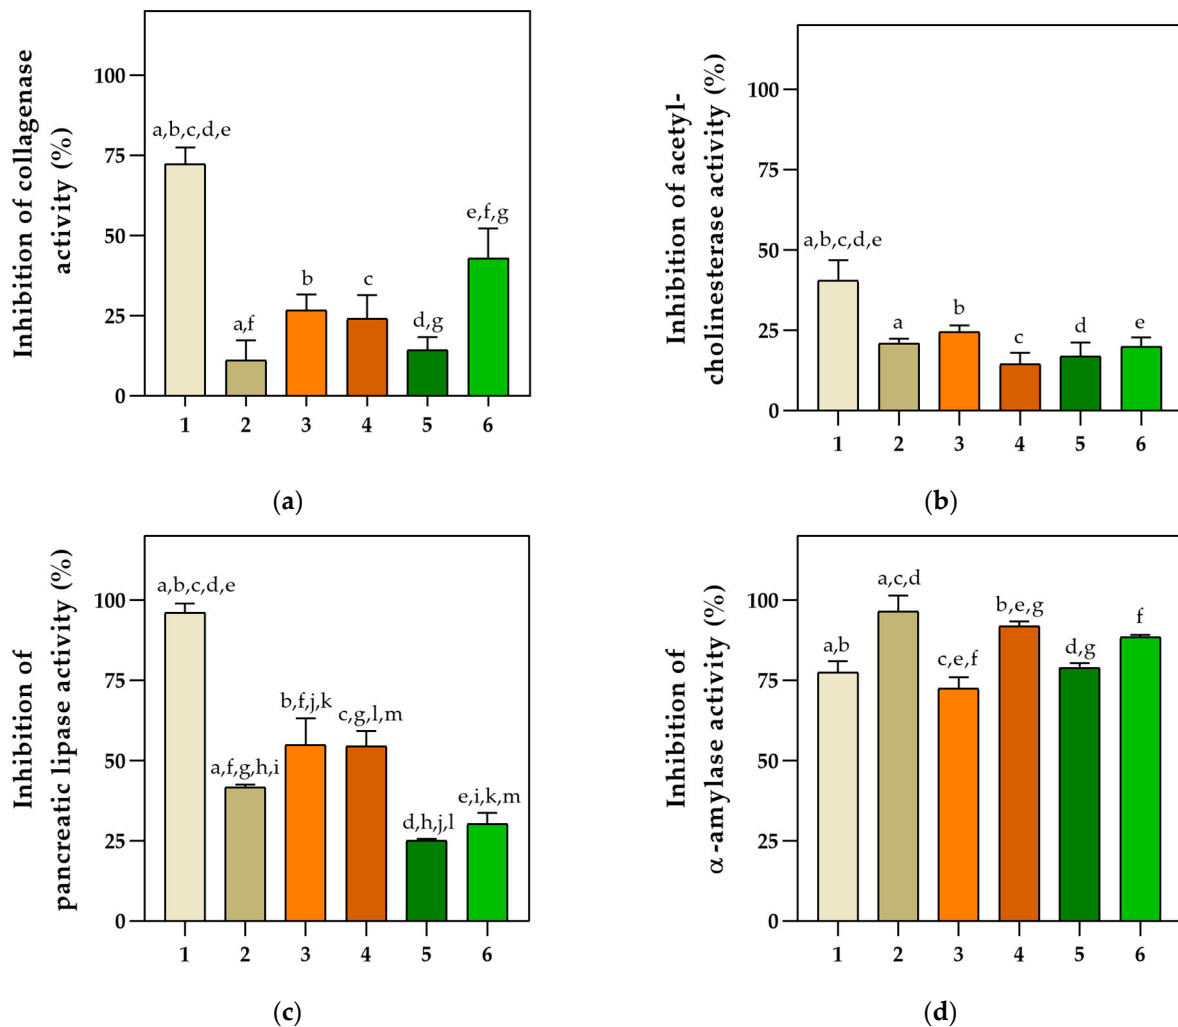 Inhibition of collagenase
activity (%)
100
75
50
25
0
a,b,c,d,e
a,f
b
c
d,g
e,f,g
1 2 3 4 5 6
(a)
Inhibition of acetyl-
cholinesterase activity (%)
100
75
50
25
0
a,b,c,d,e
a
b
c
d
e
1 2 3 4 5 6
(b)
Inhibition of
pancreatic lipase activity (%)
100
75
50
25
0
a,b,c,d,e
a,f,g,h,i
b,f,j,k
c,g,l,m
d,h,j,l
e,i,k,m
1 2 3 4 5 6
(c)
Inhibition of
α-amylase activity (%)
100
75
50
25
0
a,b
a,c,d
c,e,f
b,e,g
d,g
f
1 2 3 4 5 6
(d)